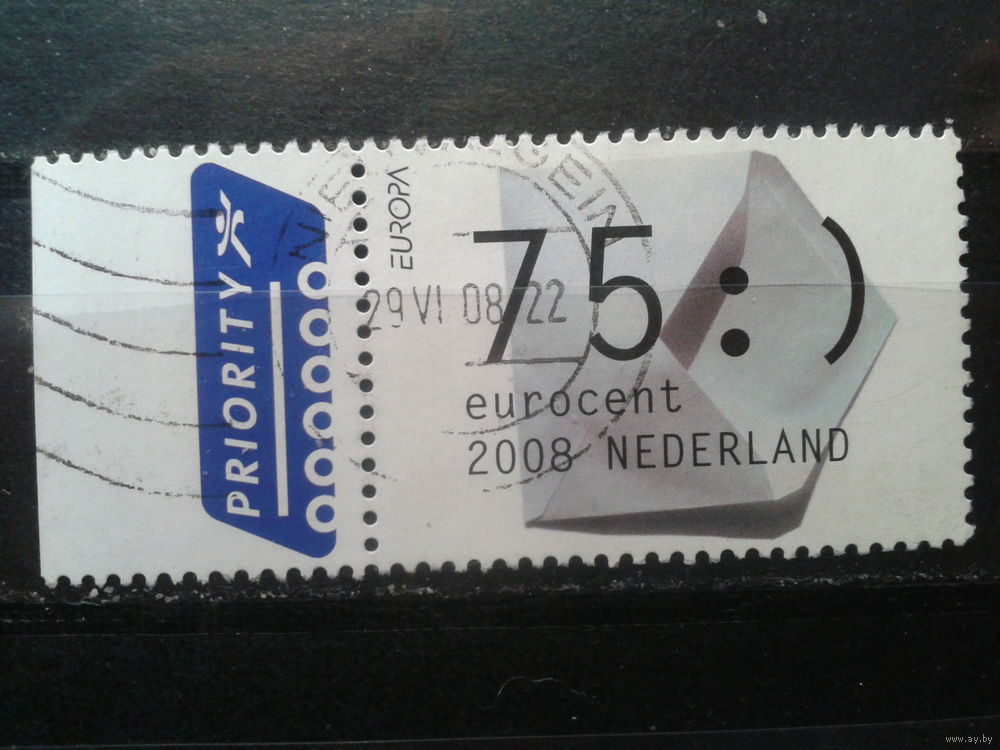 PRIORITY
EUROPA
29 VI 08 22
75:)
eurocent
2008 NEDERLAND
www.ay.by